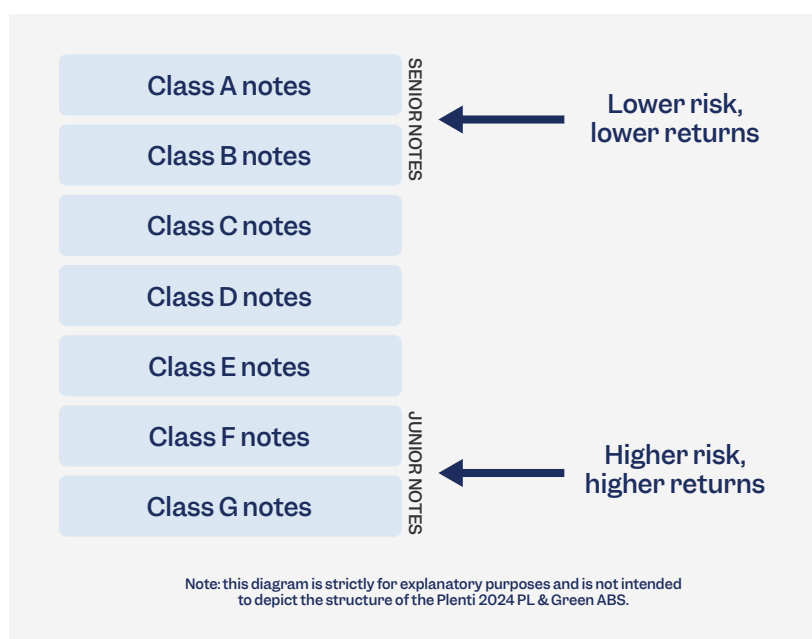 Class A notes
Class B notes
SENIOR NOTES
Lower risk,
lower returns
Class C notes
Class D notes
Class E notes
Class F notes
Class G notes
JUNIOR NOTES
Higher risk,
higher returns
Note: this diagram is strictly for explanatory purposes and is not intended
to depict the structure of the Plenti 2024 PL & Green ABS.